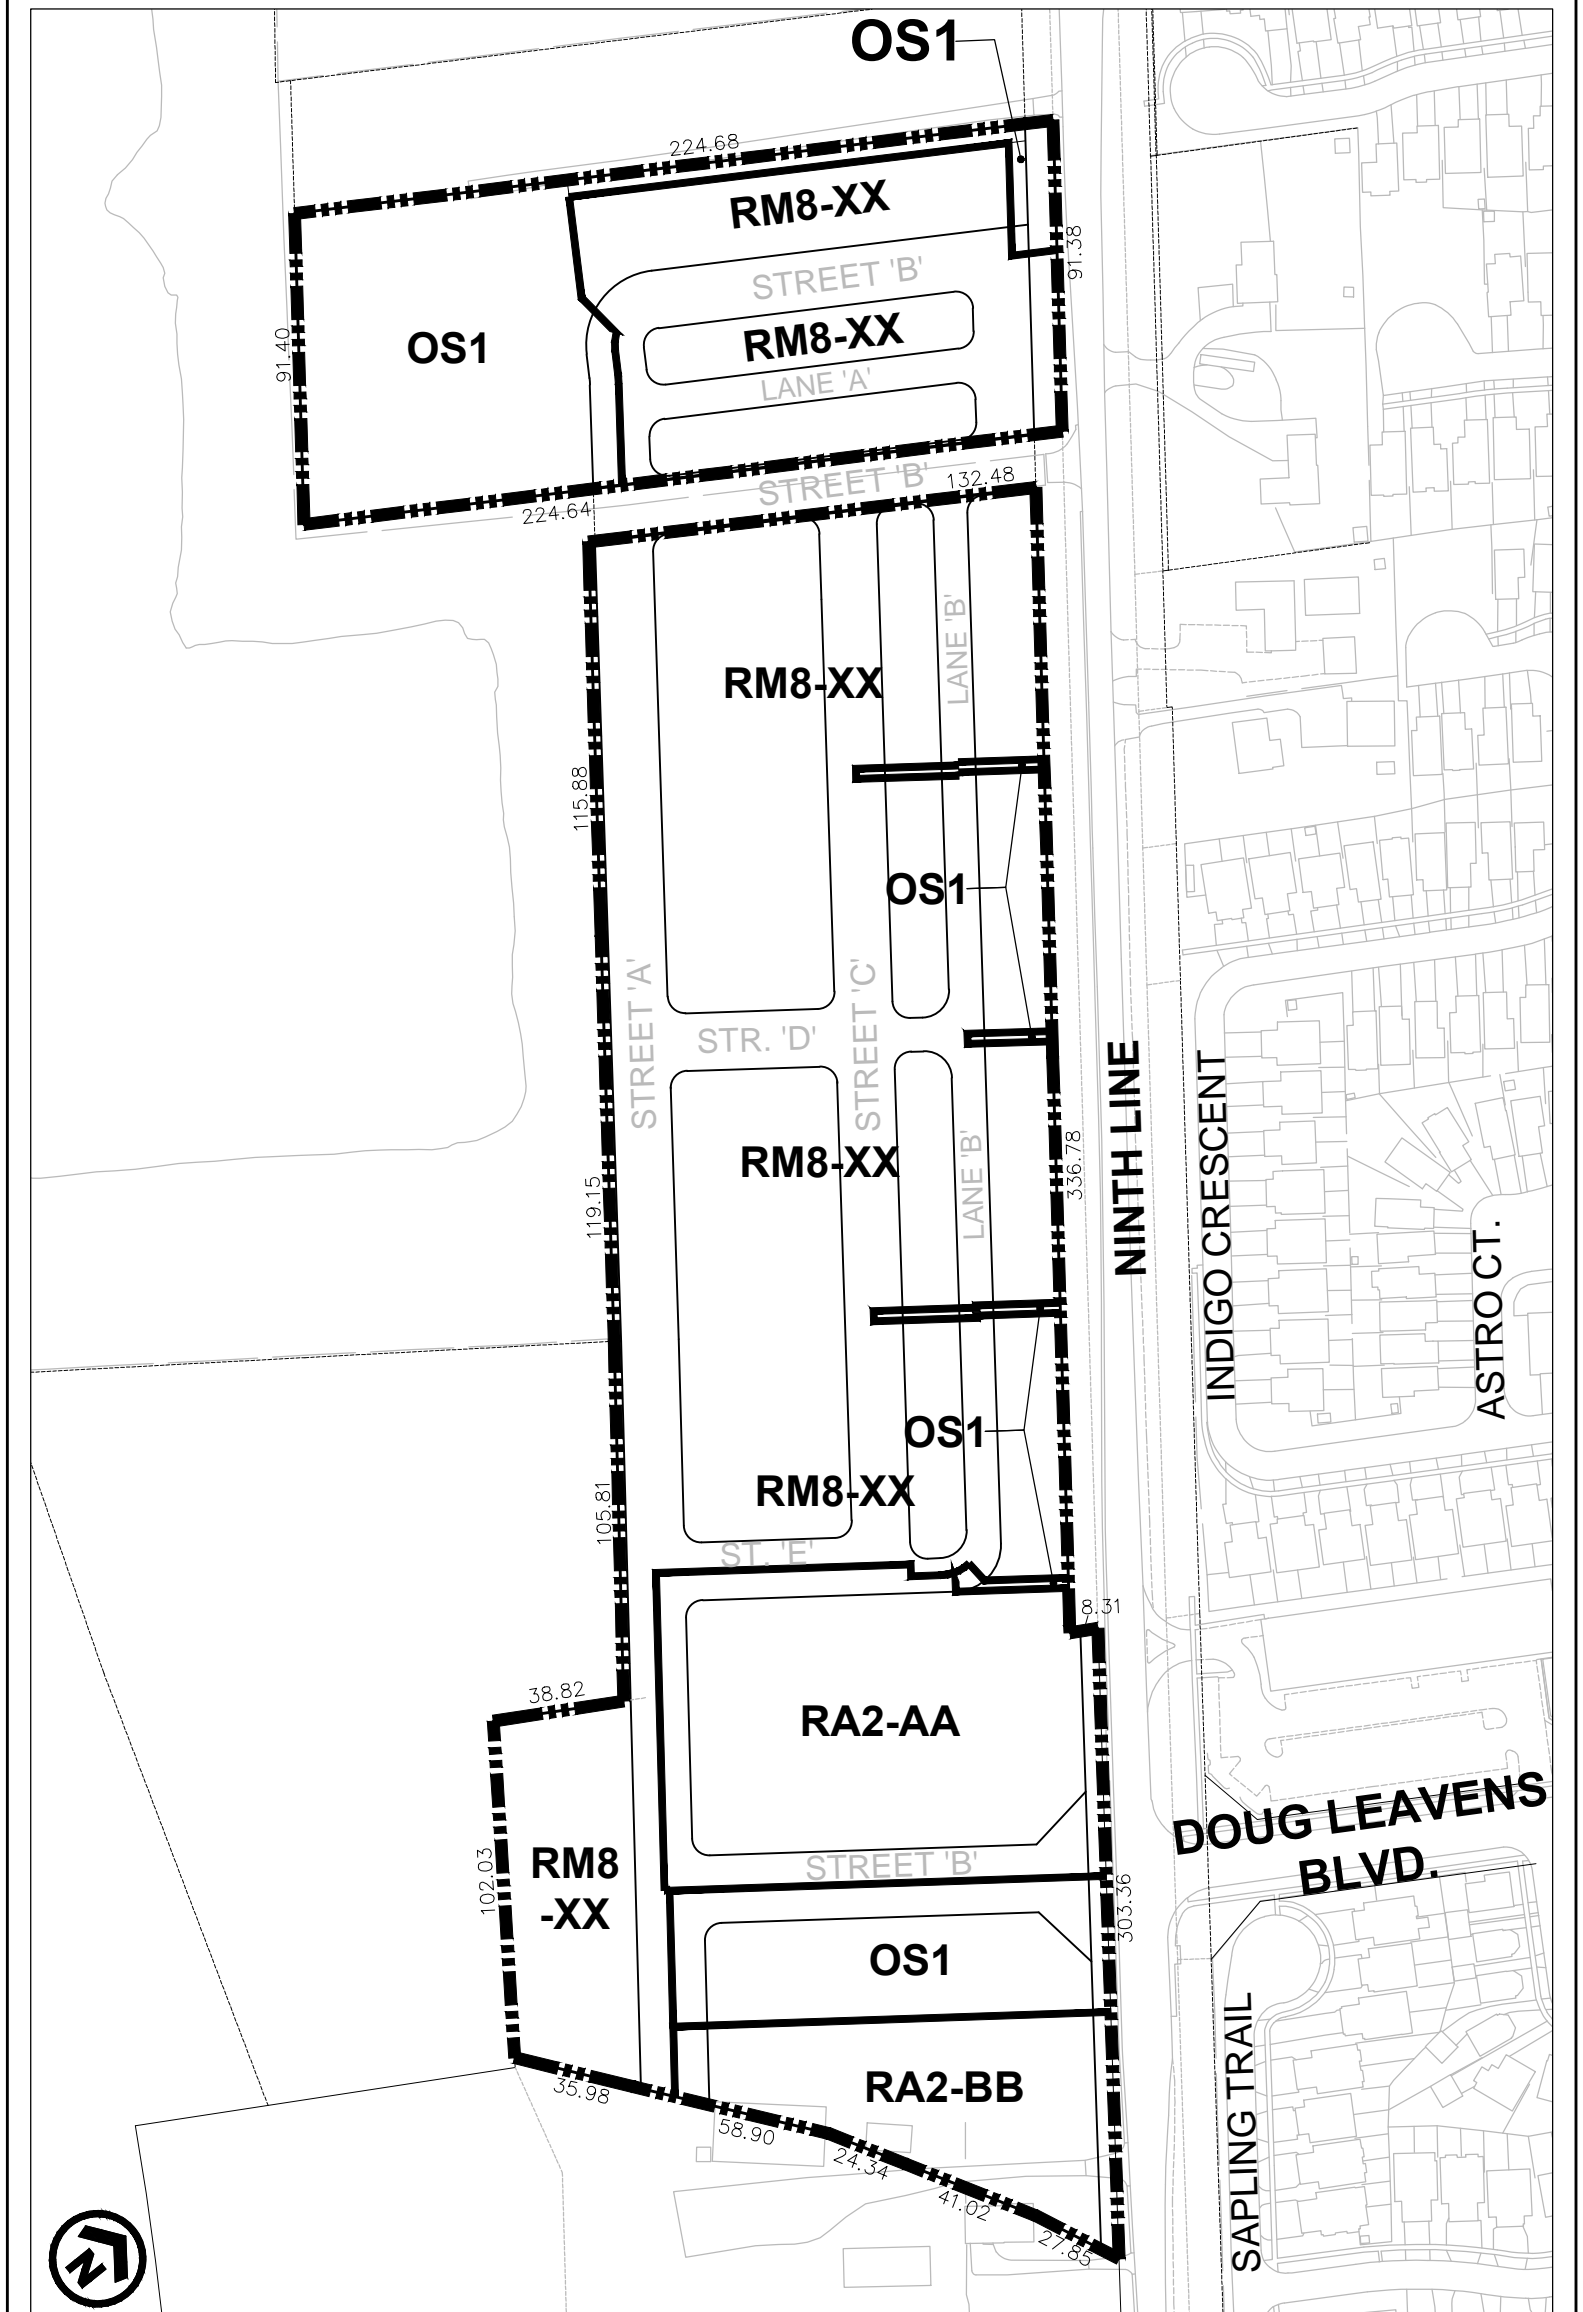 OS1
224.68
RM8-XX
91.38
STREET 'B'
RM8-XX
OS1
91.40
LANE 'A'
132.48
STREET 'B'
224.64
LANE 'B'
RM8-XX
115.88
OS1
STREET 'A'
STR. 'D'
STREET 'C'
NINTH LINE
INDIGO CRESCENT
336.78
RM8-XX
LANE 'B'
119.15
ASTRO CT.
OS1
RM8-XX
105.81
ST. 'E'
8.31
38.82
RA2-AA
DOUG LEAVENS
BLVD.
RM8
-XX
102.03
STREET 'B'
303.36
OS1
SAPLING TRAIL
RA2-BB
35.98
58.90
24.34
41.02
27.85
N